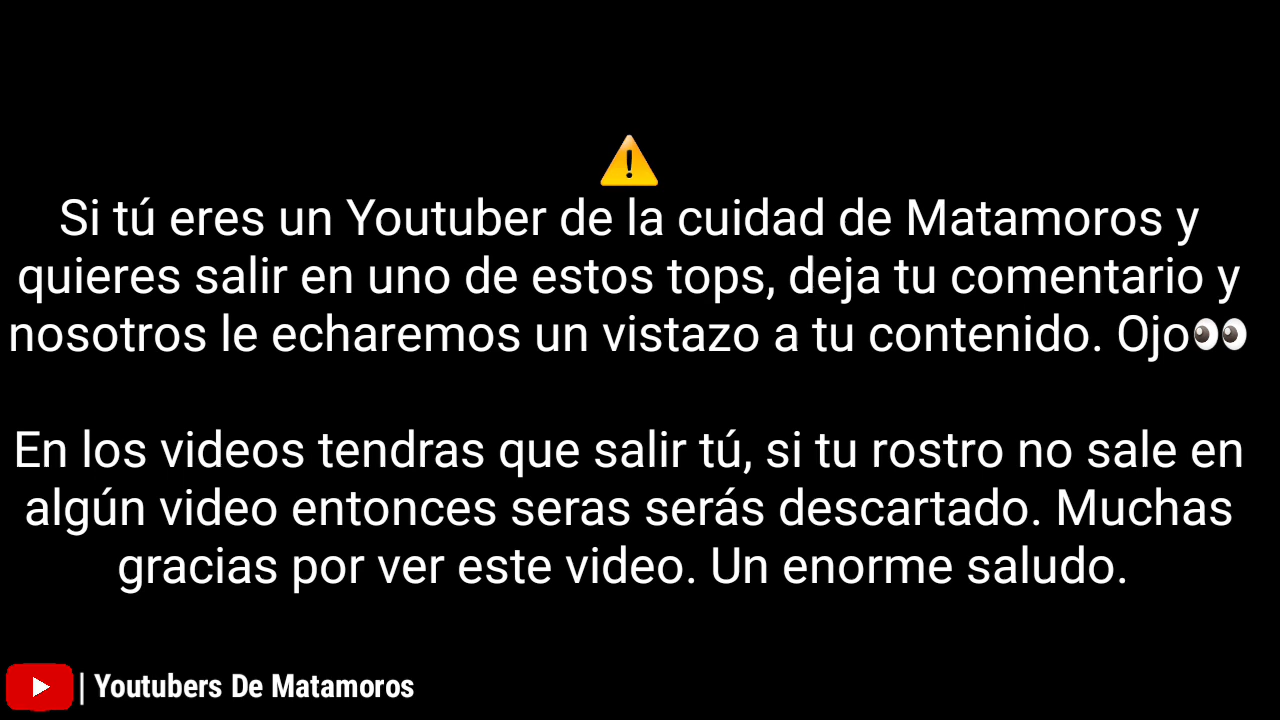 Si tú eres un Youtuber de la cuidad de Matamoros y
quieres salir en uno de estos tops, deja tu comentario y
nosotros le echaremos un vistazo a tu contenido. Ojo👀
En los videos tendras que salir tú, si tu rostro no sale en
algún video entonces seras serás descartado. Muchas
gracias por ver este video. Un enorme saludo.
| Youtubers De Matamoros